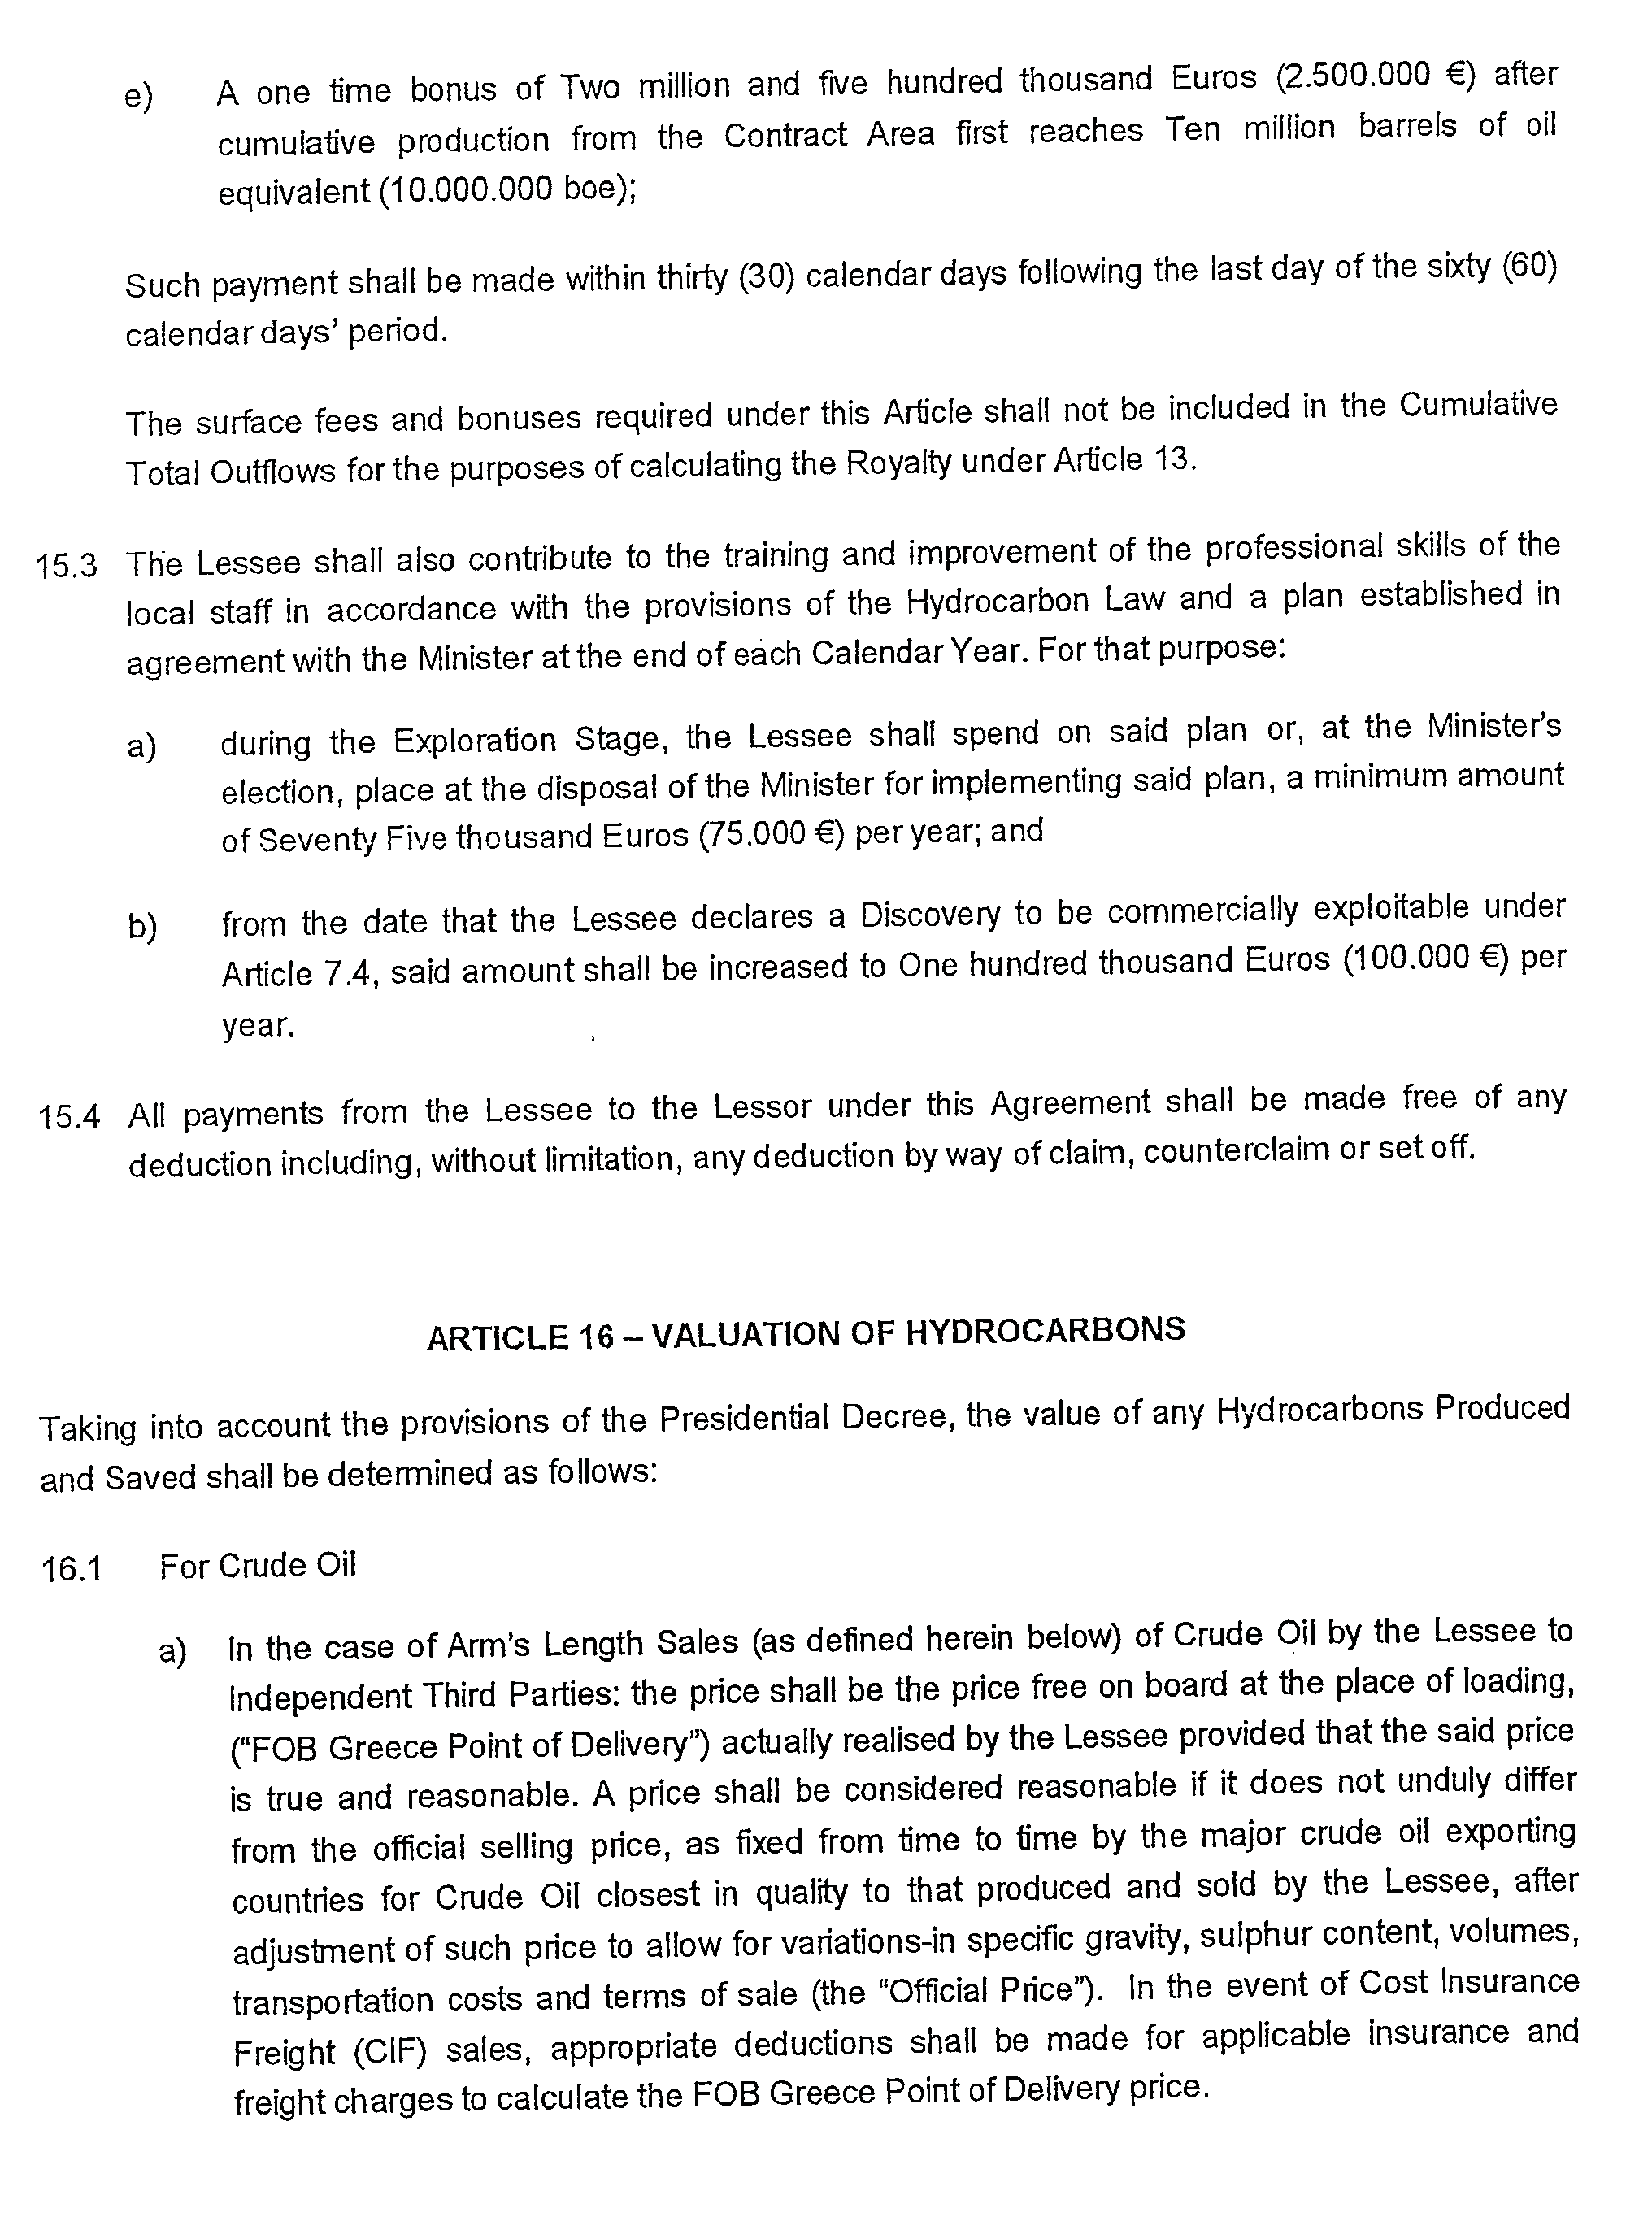 e) A one time bonus of Two million and five hundred thousand Euros (2.500.000 €) after
cumulative production from the Contract Area first reaches Ten million barrels of oil
equivalent (10.000.000 boe);
Such payment shall be made within thirty (30) calendar days following the last day of the sixty (60)
calendar days' period.
The surface fees and bonuses required under this Article shall not be included in the Cumulative
Total Outflows for the purposes of calculating the Royalty under Article 13.
15.3 The Lessee shall also contribute to the training and improvement of the professional skills of the
local staff in accordance with the provisions of the Hydrocarbon Law and a plan established in
agreement with the Minister at the end of each Calendar Year. For that purpose:
a) during the Exploration Stage, the Lessee shall spend on said plan or, at the Minister's
election, place at the disposal of the Minister for implementing said plan, a minimum amount
of Seventy Five thousand Euros (75.000 €) per year; and
b) from the date that the Lessee declares a Discovery to be commercially exploitable under
Article 7.4, said amount shall be increased to One hundred thousand Euros (100.000 €) per
year.
15.4 All payments from the Lessee to the Lessor under this Agreement shall be made free of any
deduction including, without limitation, any deduction by way of claim, counterclaim or set off.
ARTICLE 16 – VALUATION OF HYDROCARBONS
Taking into account the provisions of the Presidential Decree, the value of any Hydrocarbons Produced
and Saved shall be determined as follows:
16.1 For Crude Oil
a) In the case of Arm's Length Sales (as defined herein below) of Crude Oil by the Lessee to
Independent Third Parties: the price shall be the price free on board at the place of loading,
("FOB Greece Point of Delivery") actually realised by the Lessee provided that the said price
is true and reasonable. A price shall be considered reasonable if it does not unduly differ
from the official selling price, as fixed from time to time by the major crude oil exporting
countries for Crude Oil closest in quality to that produced and sold by the Lessee, after
adjustment of such price to allow for variations-in specific gravity, sulphur content, volumes,
transportation costs and terms of sale (the "Official Price"). In the event of Cost Insurance
Freight (CIF) sales, appropriate deductions shall be made for applicable insurance and
freight charges to calculate the FOB Greece Point of Delivery price.